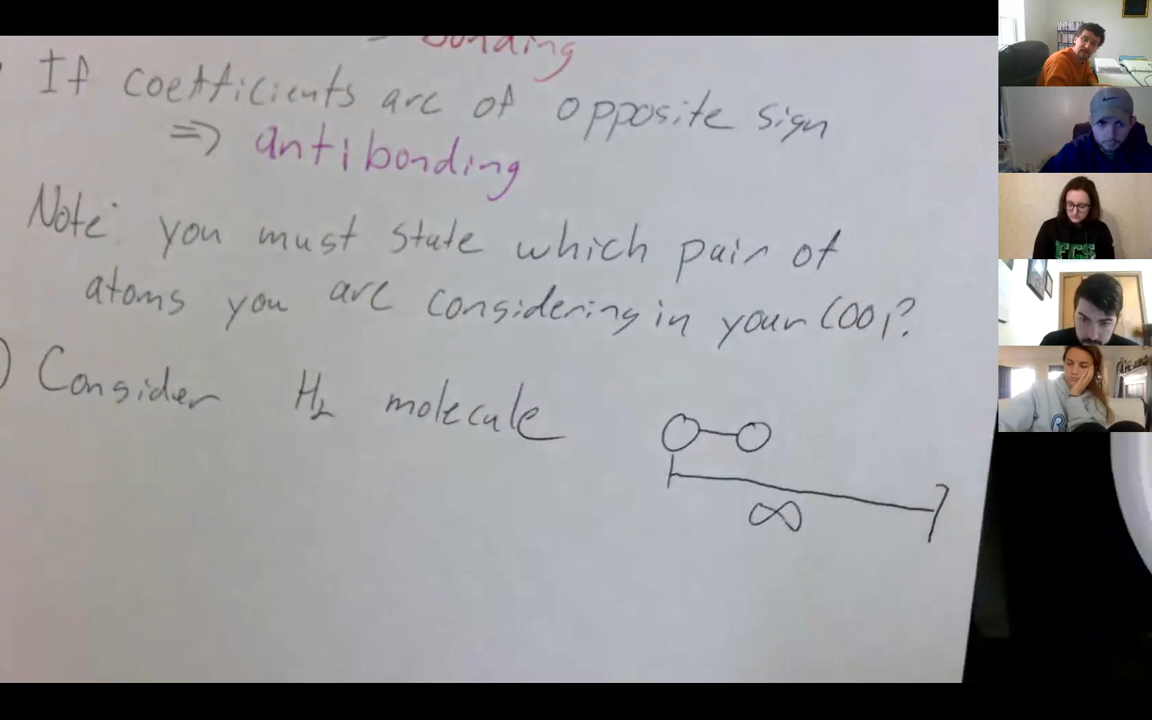 = bonding
If coefficients are of opposite sign
=> antibonding
Note: you must state which pair of
atoms you are considering in your COOP?
) Consider H2 molecule
∞